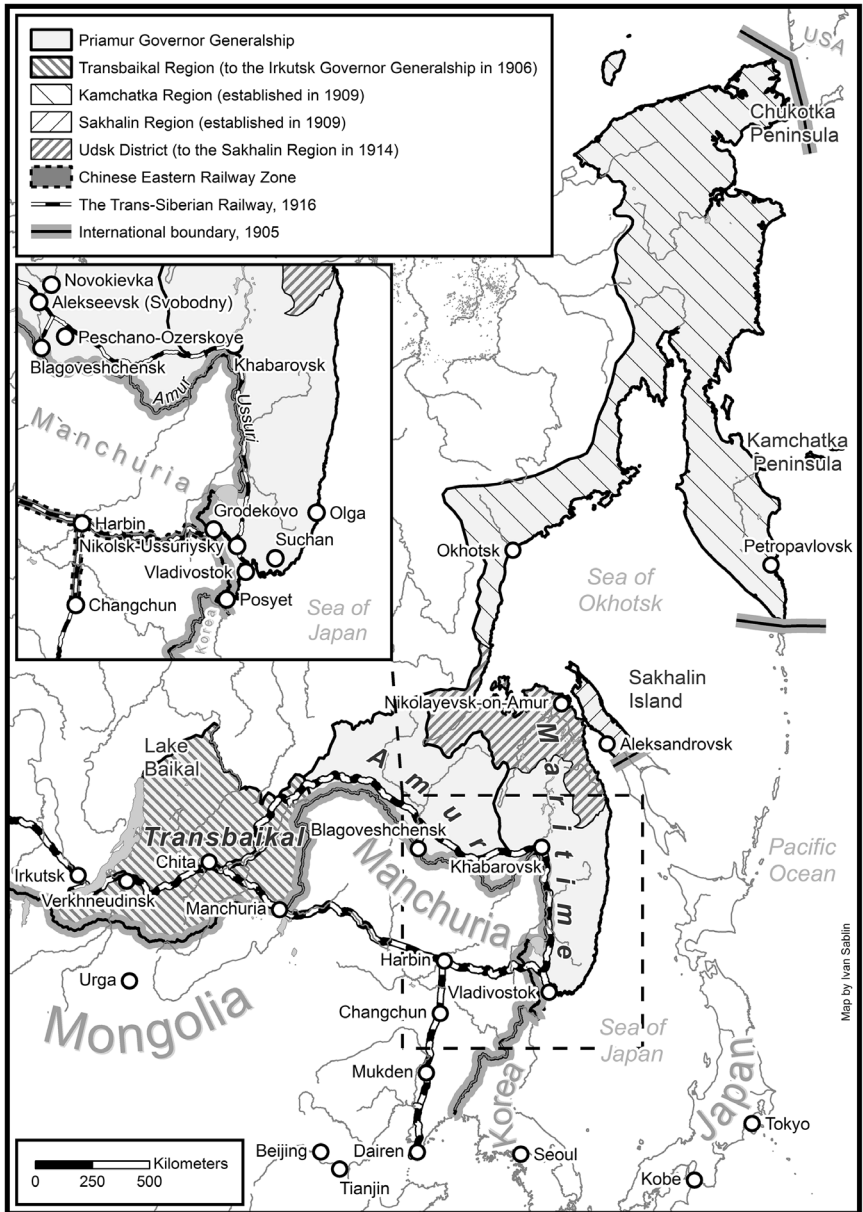 Priamur Governor Generalship
Transbaikal Region (to the Irkutsk Governor Generalship in 1906)
Kamchatka Region (established in 1909)
Sakhalin Region (established in 1909)
Udsk District (to the Sakhalin Region in 1914)
Chinese Eastern Railway Zone
The Trans-Siberian Railway, 1916
International boundary, 1905
USA
Chukotka
Peninsula
Novokievka
Alekseevsk (Svobodny)
Peschano-Ozerskoye
Blagoveshchensk
Khabarovsk
Amur
Ussuri
Manchuria
Harbin
Grodekovo
Olga
Nikolsk-Ussuriysky
Suchan
Vladivostok
Changchun
Posyet
Korea
Sea of
Japan
Kamchatka
Peninsula
Okhotsk
Petropavlovsk
Sea of
Okhotsk
Sakhalin
Island
Nikolayevsk-on-Amur
Aleksandrovsk
Lake
Baikal
Amur
Maritime
Transbaikal
Blagoveshchensk
Chita
Khabarovsk
Pacific
Ocean
Irkutsk
Verkhneudinsk
Manchuria
Manchuria
Harbin
Urga
Vladivostok
Mongolia
Changchun
Sea of
Japan
Mukden
Korea
Japan
Beijing
Dairen
Seoul
Tokyo
Tianjin
Kobe
Kilometers
0 250 500
Map by Ivan Sablin